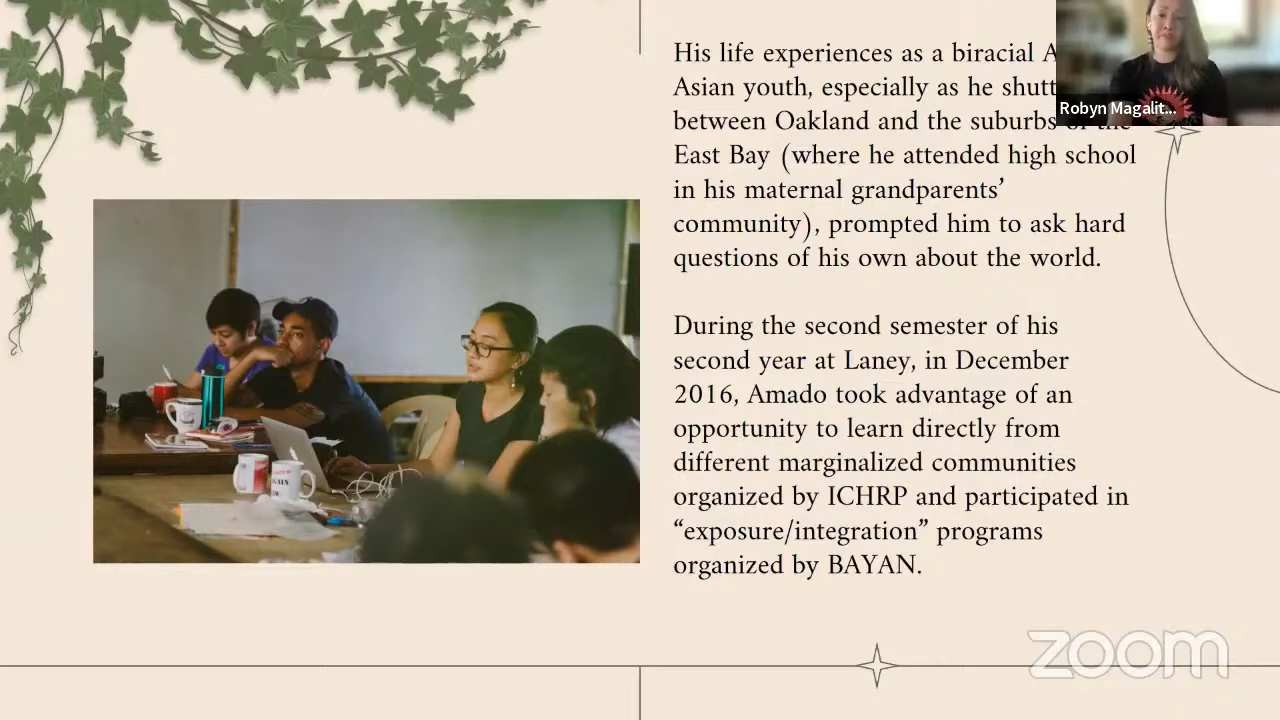 His life experiences as a biracial
Asian youth, especially as he
between Oakland and the suburbs of the
East Bay (where he attended high school
in his maternal grandparents’
community), prompted him to ask hard
questions of his own about the world.
During the second semester of his
second year at Laney, in December
2016, Amado took advantage of an
opportunity to learn directly from
different marginalized communities
organized by ICHRP and participated in
“exposure/integration” programs
organized by BAYAN.
Robyn Magalit...
zoom